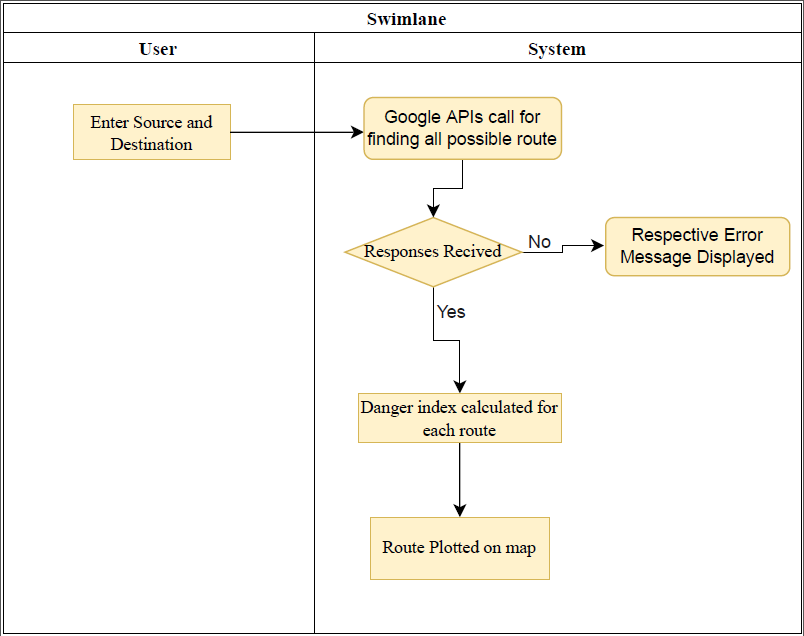 Swimlane
User
System
Enter Source and
Destination
Google APIs call for
finding all possible route
Responses Recived
No
Respective Error
Message Displayed
Yes
Danger index calculated for
each route
Route Plotted on map